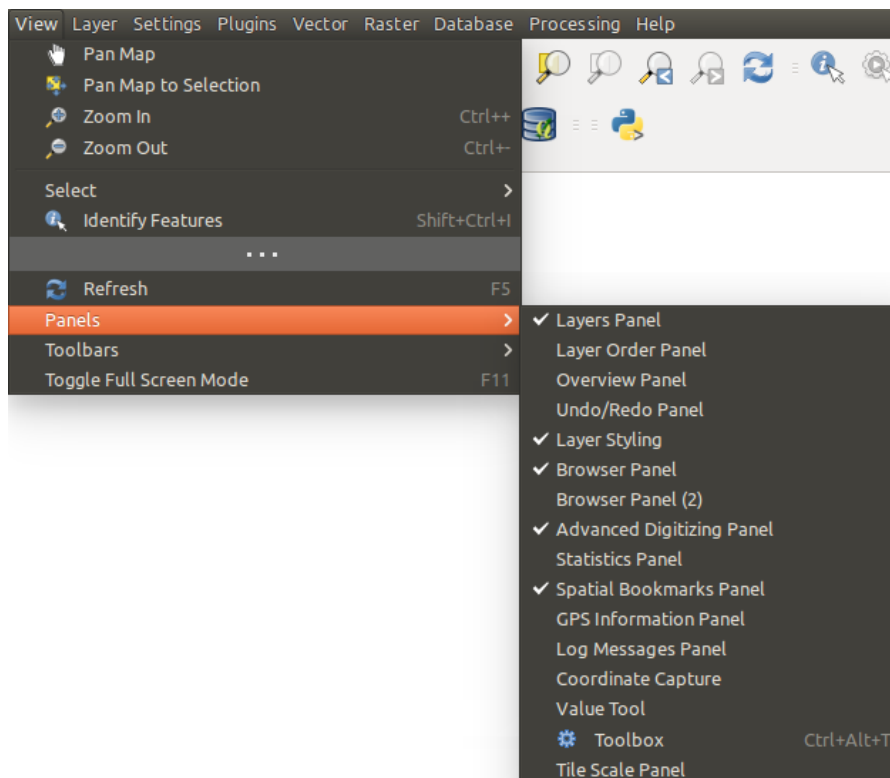 View Layer Settings Plugins Vector Raster Database Processing Help
Pan Map
Pan Map to Selection
Zoom In Ctrl++
Zoom Out Ctrl+-
Select
Identify Features Shift+Ctrl+I
...
Refresh F5
Panels
Toolbars
Toggle Full Screen Mode F11
Layers Panel
Layer Order Panel
Overview Panel
Undo/Redo Panel
Layer Styling
Browser Panel
Browser Panel (2)
Advanced Digitizing Panel
Statistics Panel
Spatial Bookmarks Panel
GPS Information Panel
Log Messages Panel
Coordinate Capture
Value Tool
Toolbox Ctrl+Alt+T
Tile Scale Panel